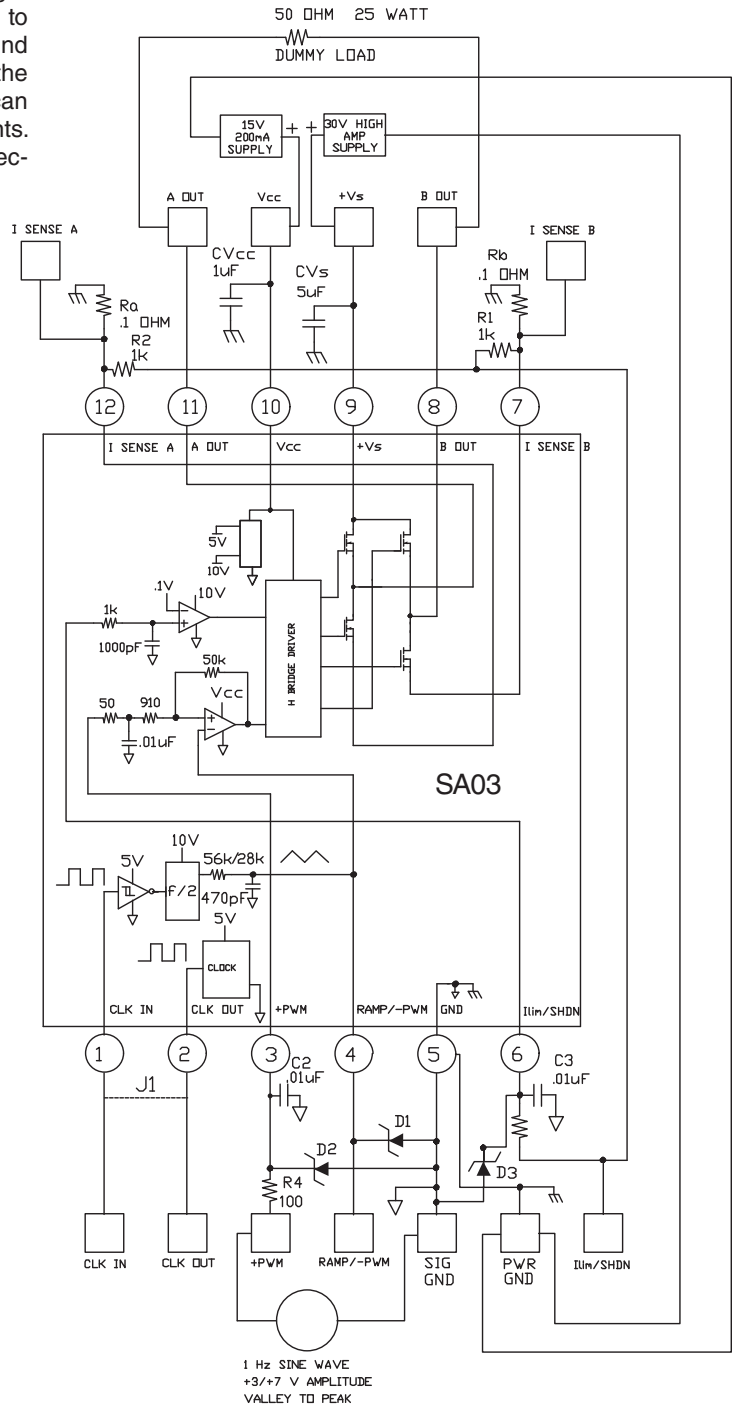 to
nd
the
can
nts.
ec-
50 OHM 25 WATT
DUMMY LOAD
15V
200mA
SUPPLY
+ +
30V HIGH
AMP
SUPPLY
A OUT
Vcc
+Vs
B OUT
I SENSE A
I SENSE B
CVcc
1uF
CVs
5uF
Ra
.1 OHM
R2
1k
Rb
.1 OHM
R1
1k
12
11
10
9
8
7
I SENSE A
A OUT
Vcc
+Vs
B OUT
I SENSE B
5V
10V
.1V
10V
1k
1000pF
- +
H BRIDGE DRIVER
50k
50
910
Vcc
.01uF
+ -
SA03
10V
5V
56k/28k
f/2
470pF
5V
CLOCK
CLK IN
CLK OUT
+PWM
RAMP/-PWM
GND
Ilim/SHDN
1
2
3
4
5
6
J1
C2
.01uF
C3
.01uF
D1
D2
D3
R4
100
CLK IN
CLK OUT
+PWM
RAMP/-PWM
SIG
GND
PWR
GND
Ilim/SHDN
1 Hz SINE WAVE
+3/+7 V AMPLITUDE
VALLEY TO PEAK